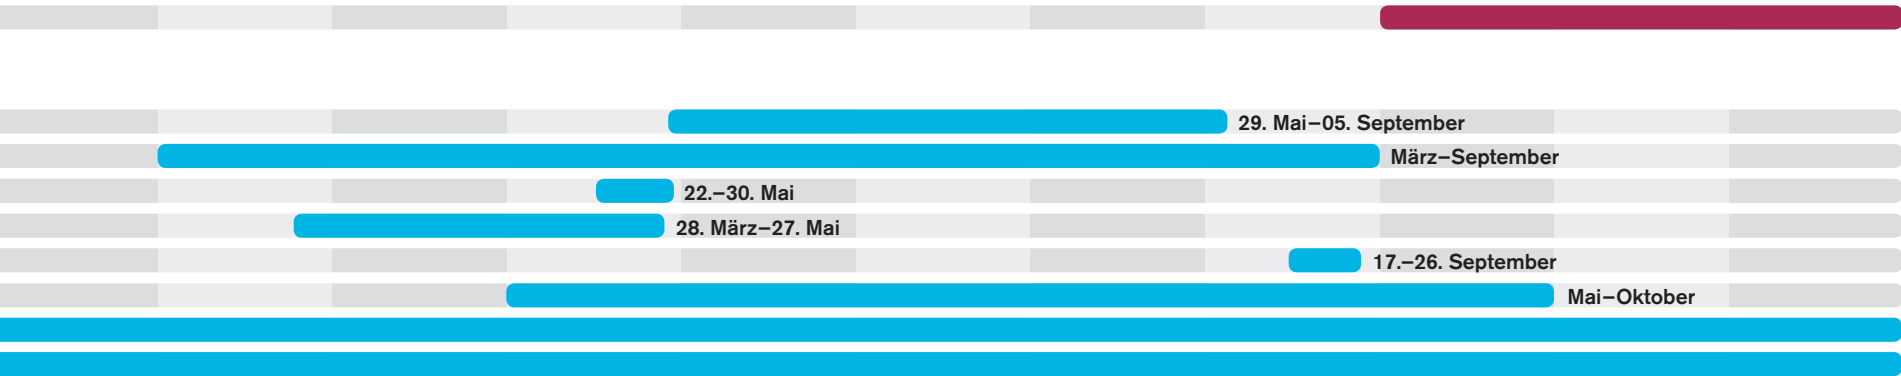 29. Mai–05. September
März–September
22.–30. Mai
28. März–27. Mai
17.–26. September
Mai–Oktober